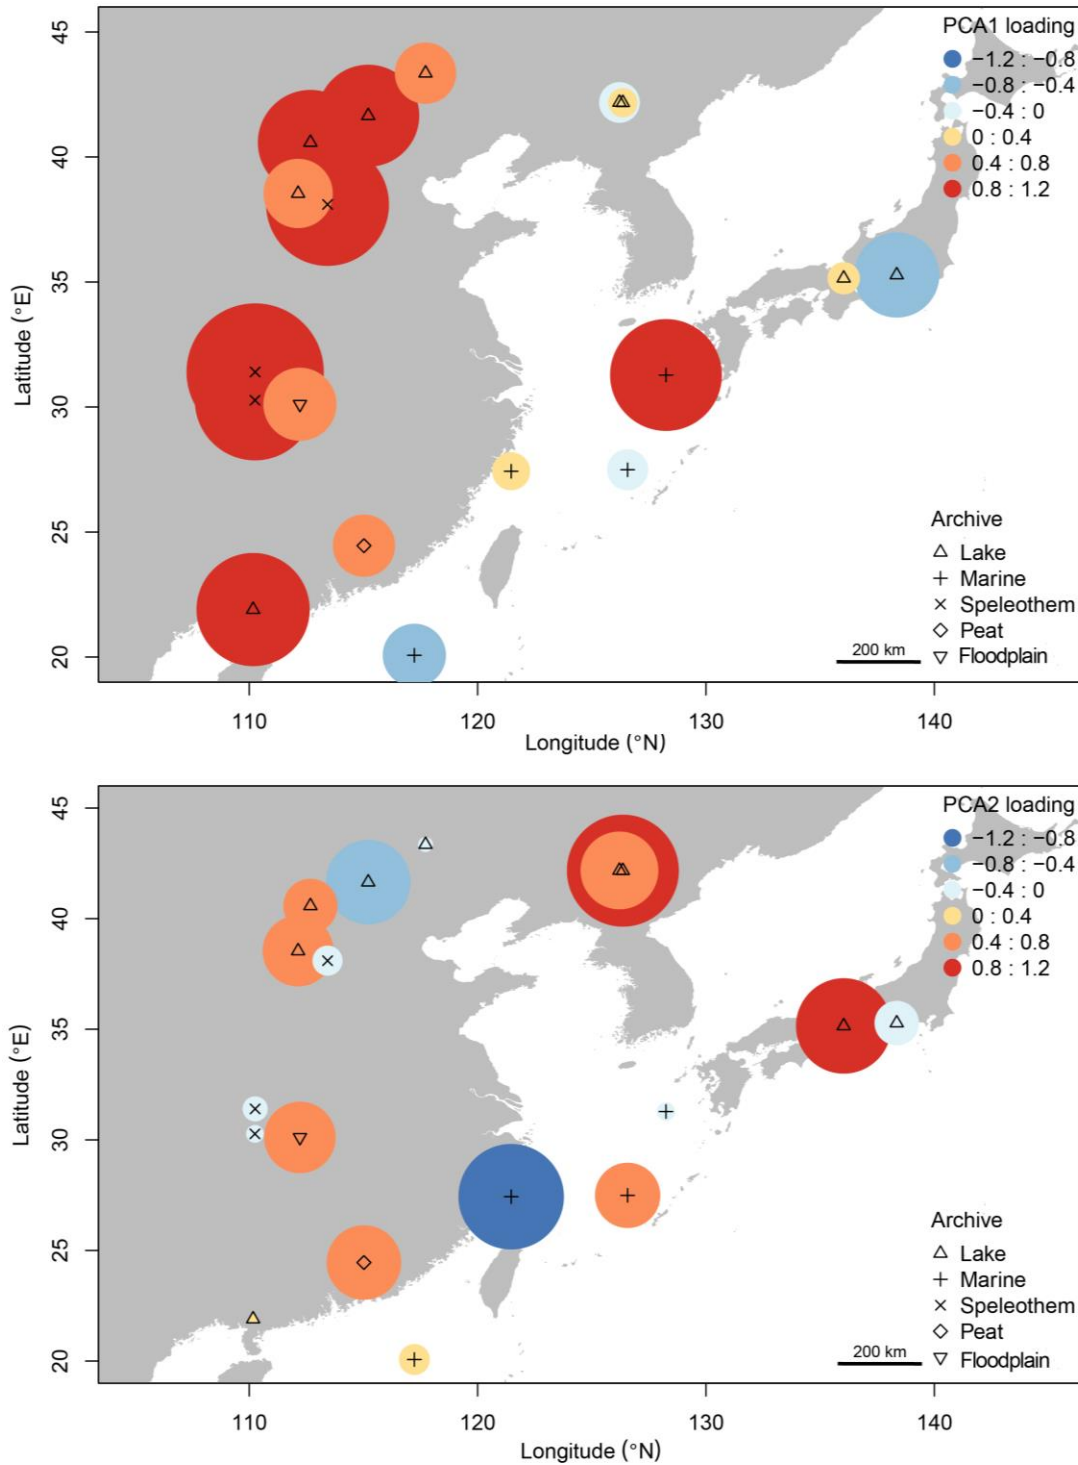 PCA1 loading
−1.2 : −0.8
−0.8 : −0.4
−0.4 : 0
0 : 0.4
0.4 : 0.8
0.8 : 1.2
45
40
35
30
25
20
Latitude (°E)
Archive
Lake
Marine
Speleothem
Peat
Floodplain
200 km
110 120 130 140
Longitude (°N)
PCA2 loading
−1.2 : −0.8
−0.8 : −0.4
−0.4 : 0
0 : 0.4
0.4 : 0.8
0.8 : 1.2
45
40
35
30
25
20
Latitude (°E)
Archive
Lake
Marine
Speleothem
Peat
Floodplain
200 km
110 120 130 140
Longitude (°N)